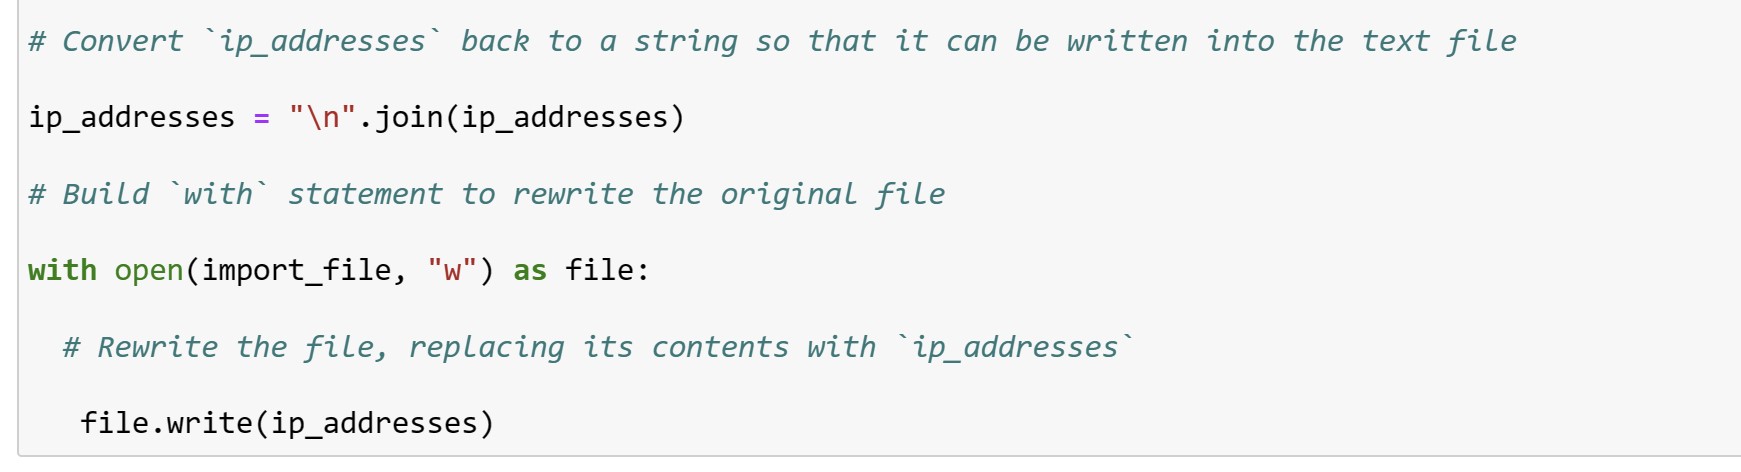 # Convert `ip_addresses` back to a string so that it can be written into the text file
ip_addresses = "\n".join(ip_addresses)
# Build `with` statement to rewrite the original file
with open(import_file, "w") as file:
  # Rewrite the file, replacing its contents with `ip_addresses`
   file.write(ip_addresses)